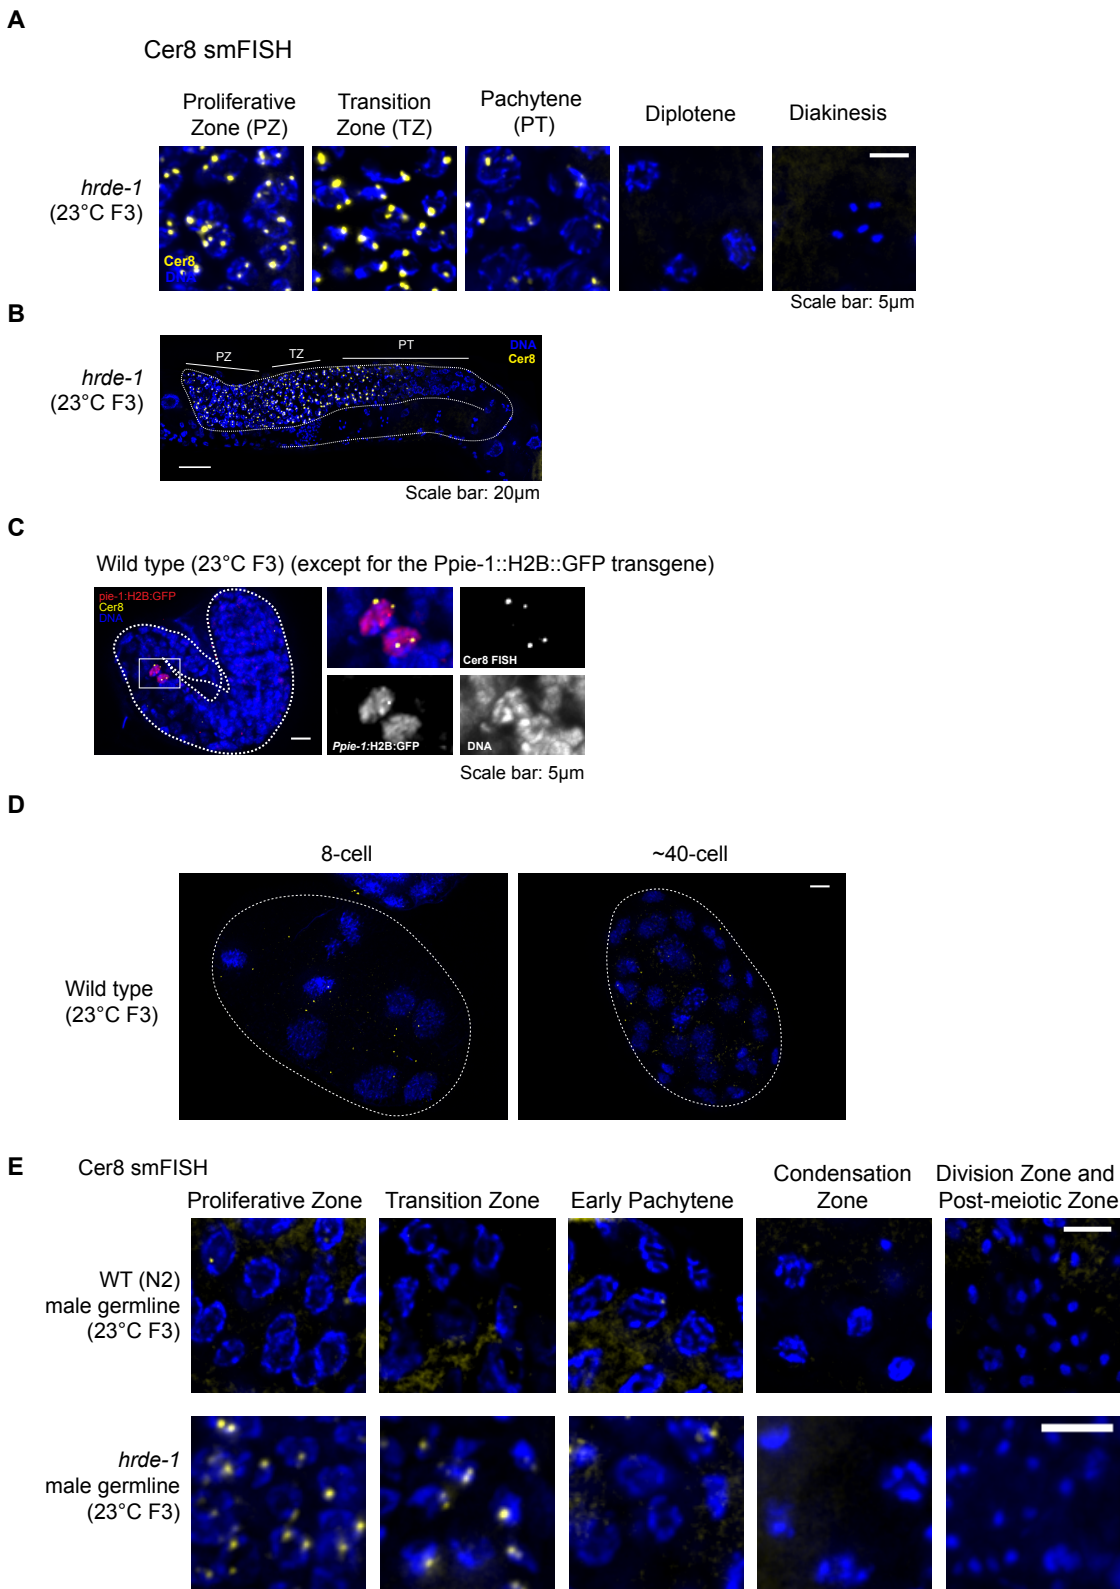 A
Cer8 smFISH
Proliferative
Zone (PZ)
Transition
Zone (TZ)
Pachytene
(PT)
Diplotene
Diakinesis
hrde-1
(23°C F3)
Cer8
DNA
Scale bar: 5µm
B
PZ
TZ
PT
DNA
Cer8
hrde-1
(23°C F3)
Scale bar: 20µm
C
Wild type (23°C F3) (except for the Ppie-1::H2B::GFP transgene)
pie-1:H2B:GFP
Cer8
DNA
Cer8 FISH
Ppie-1:H2B:GFP
DNA
Scale bar: 5µm
D
8-cell
~40-cell
Wild type
(23°C F3)
E
Cer8 smFISH
Proliferative Zone
Transition Zone
Early Pachytene
Condensation
Zone
Division Zone and
Post-meiotic Zone
WT (N2)
male germline
(23°C F3)
hrde-1
male germline
(23°C F3)